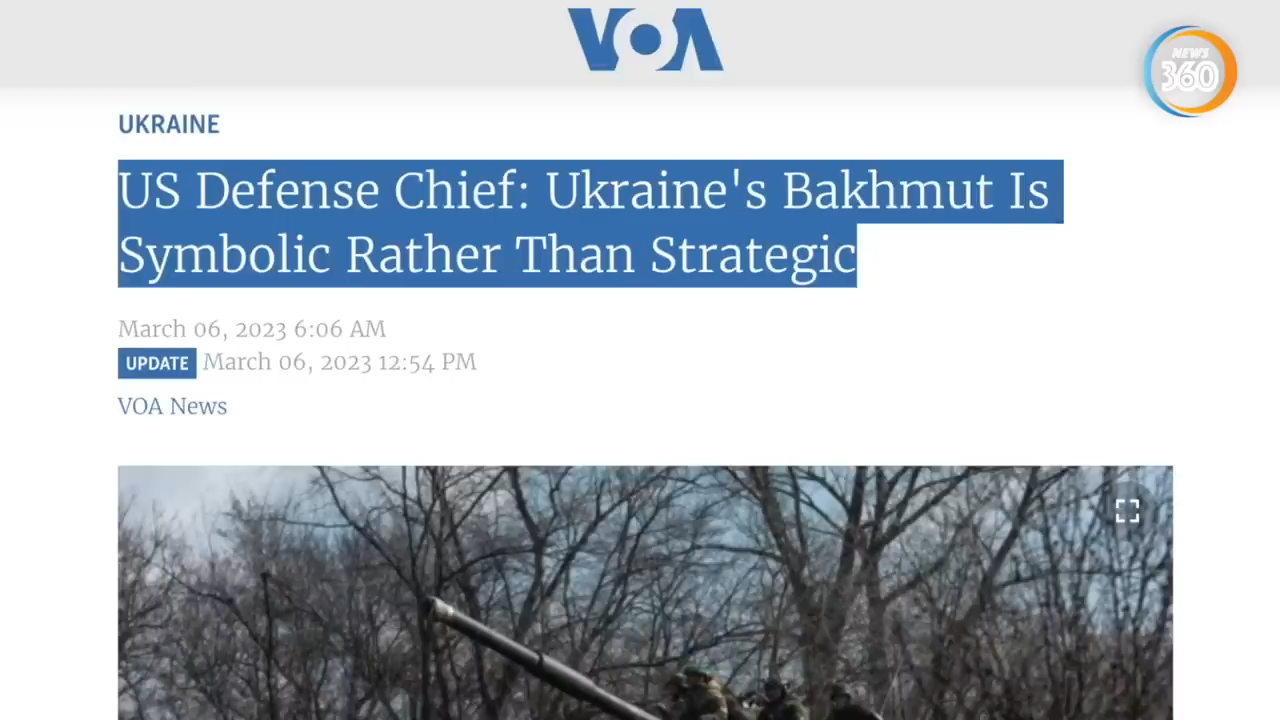 VOA
NEWS
360
UKRAINE
US Defense Chief: Ukraine's Bakhmut Is
Symbolic Rather Than Strategic
March 06, 2023 6:06 AM
UPDATE March 06, 2023 12:54 PM
VOA News